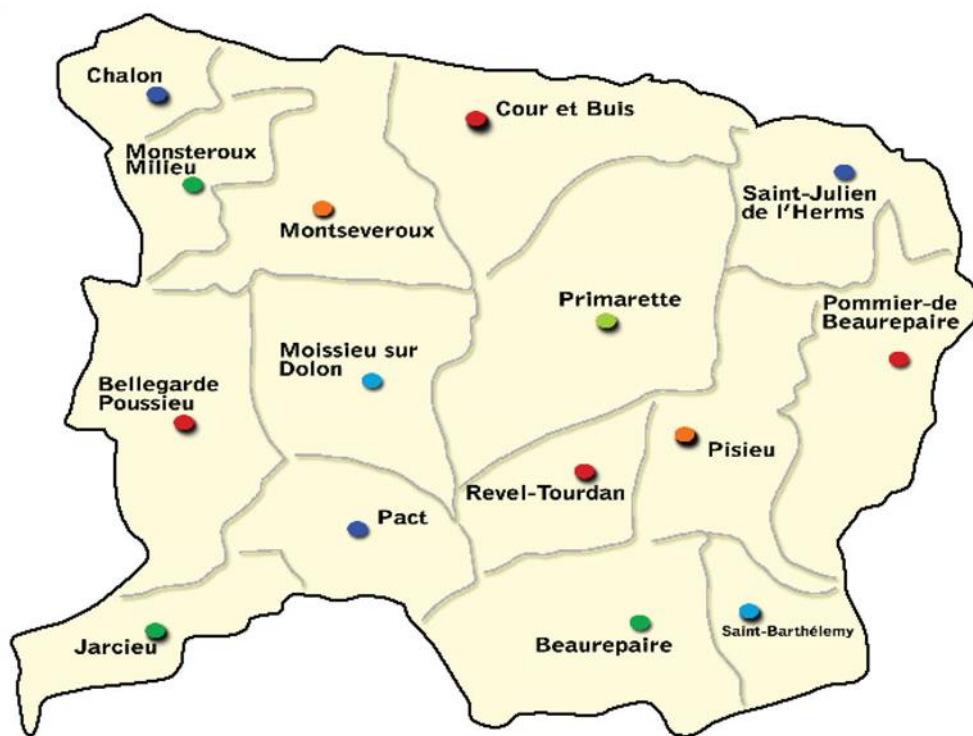 Chalon
Cour et Buis
Monsteroux
Milieu
Saint-Julien
de l'Herms
Montseveroux
Primarette
Pommier-de
Beaurepaire
Moissieu sur
Dolon
Bellegarde
Poussieu
Pisieu
Revel-Tourdan
Pact
Jarcieu
Beaurepaire
Saint-Barthélemy